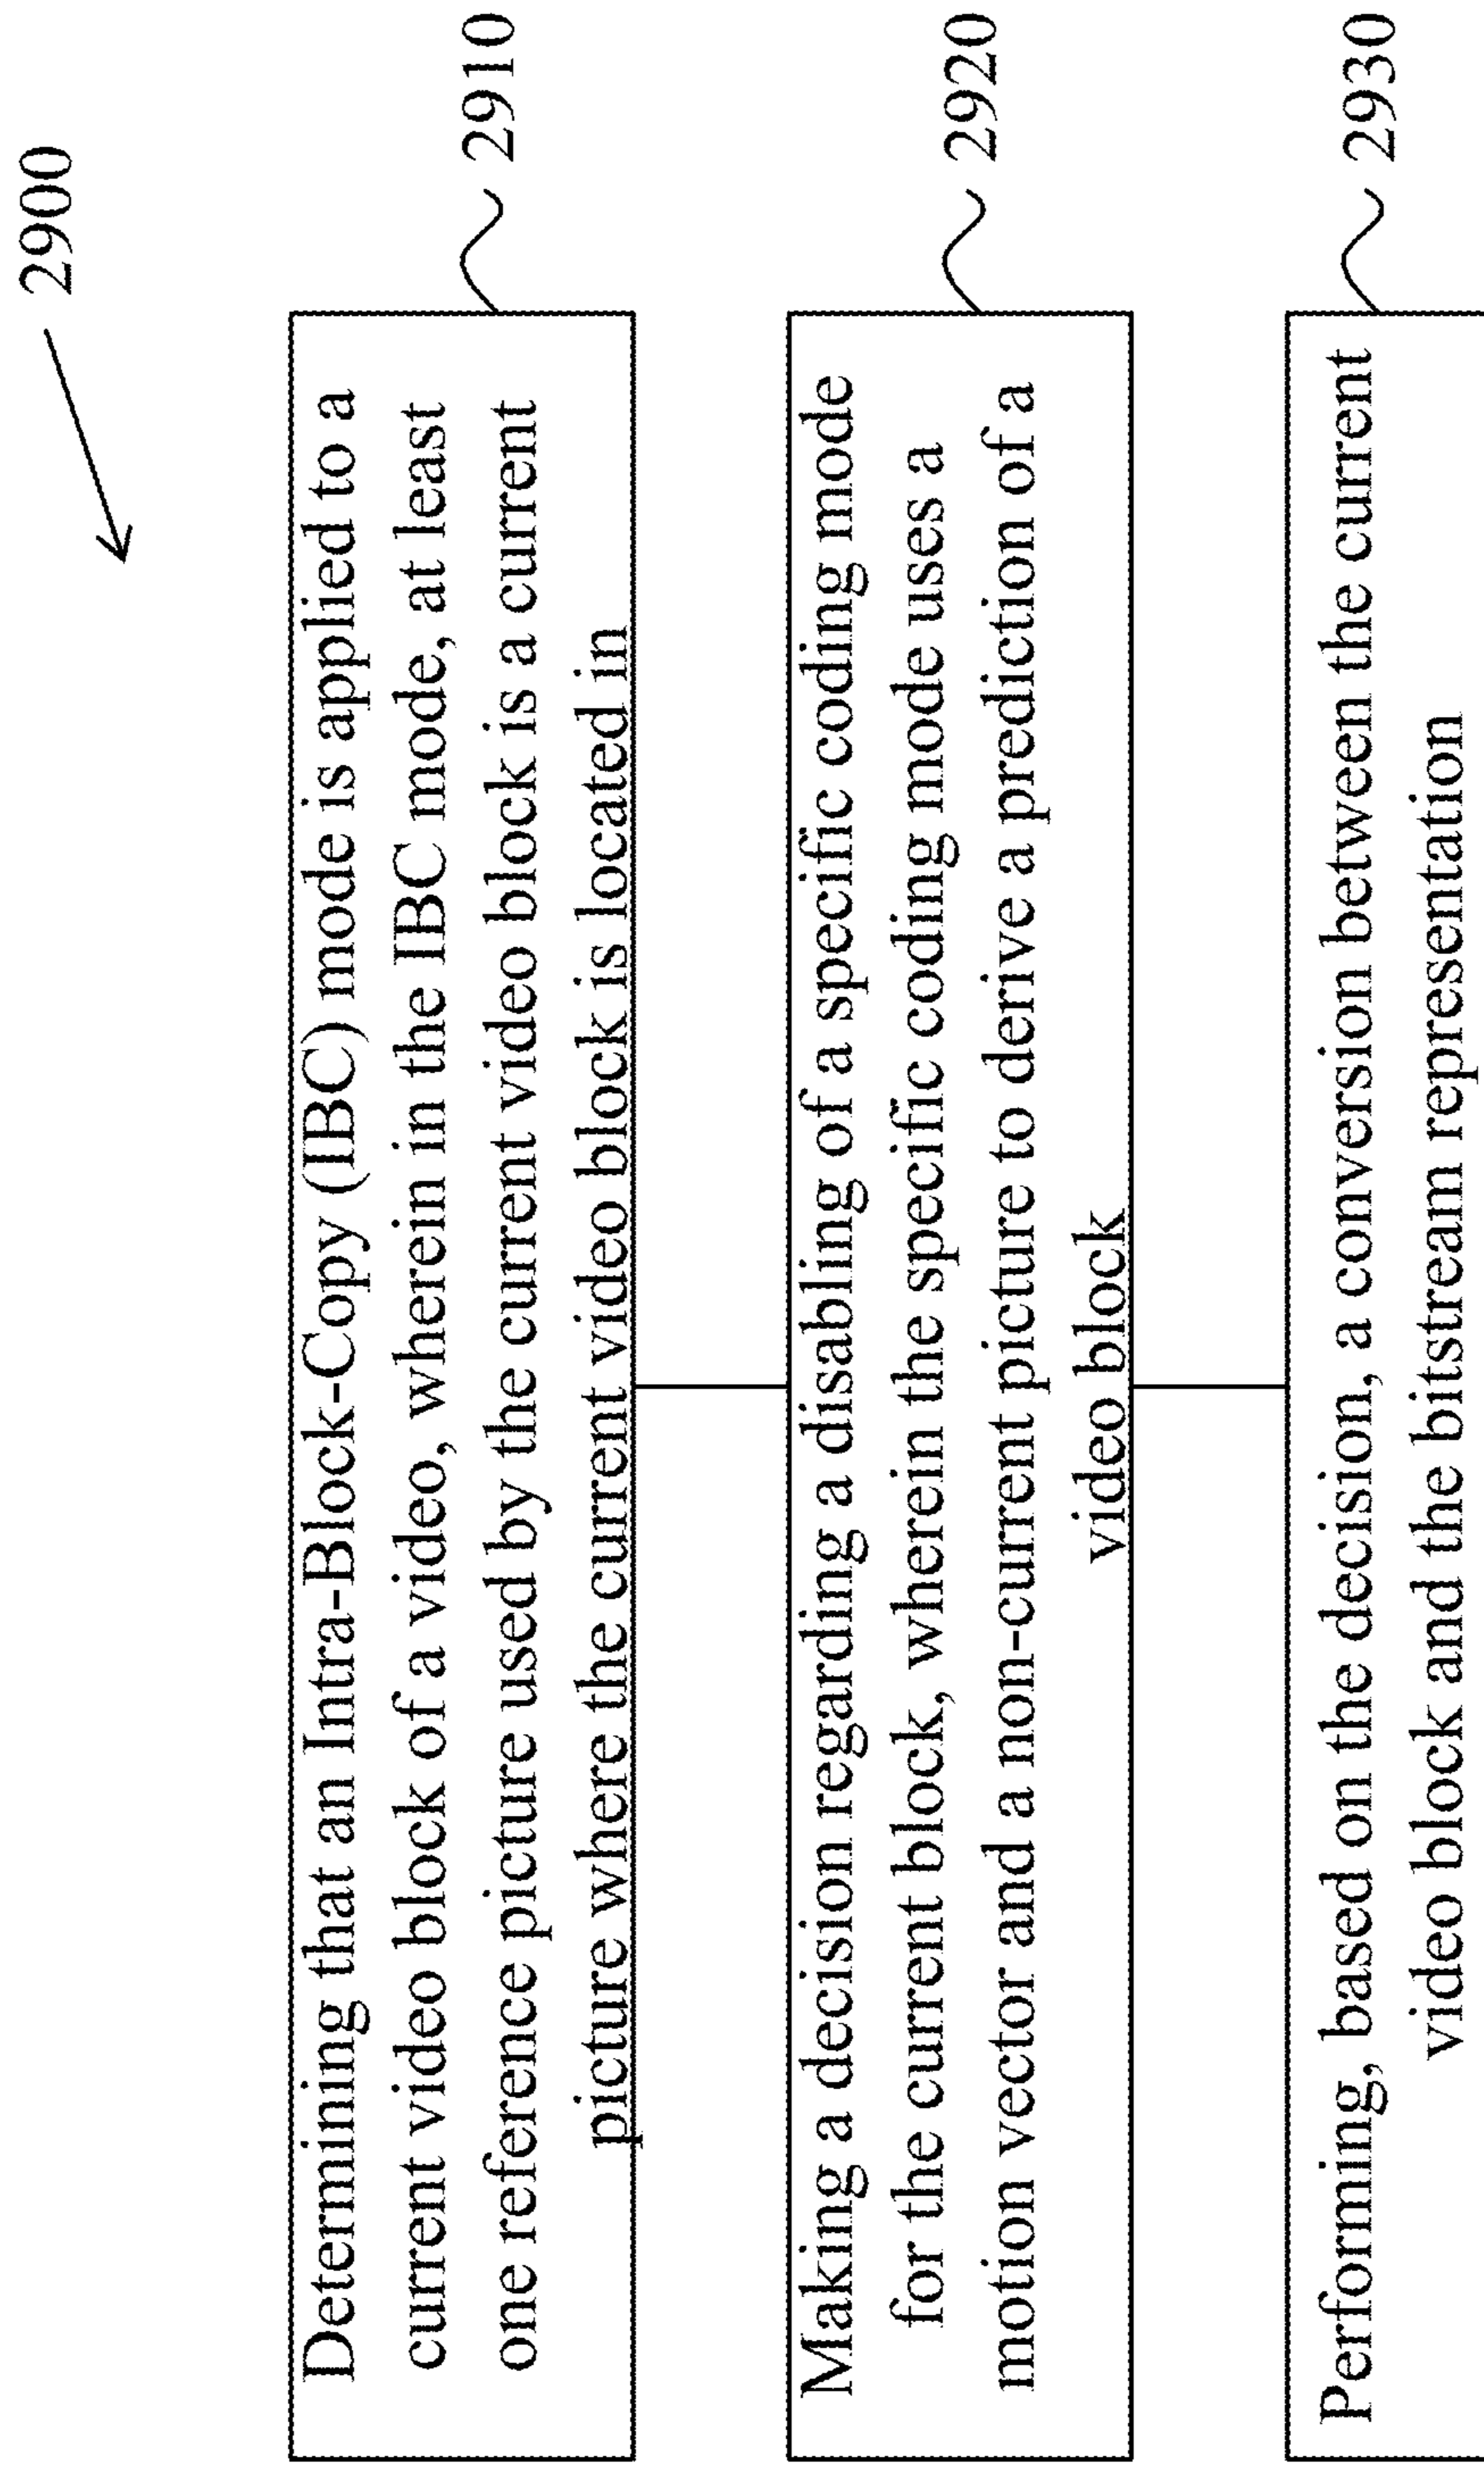 2900
Determining that an Intra-Block-Copy (IBC) mode is applied to a
current video block of a video, wherein in the IBC mode, at least
one reference picture used by the current video block is a current
picture where the current video block is located in
2910
Making a decision regarding a disabling of a specific coding mode
for the current block, wherein the specific coding mode uses a
motion vector and a non-current picture to derive a prediction of a
video block
2920
Performing, based on the decision, a conversion between the current
video block and the bitstream representation
2930